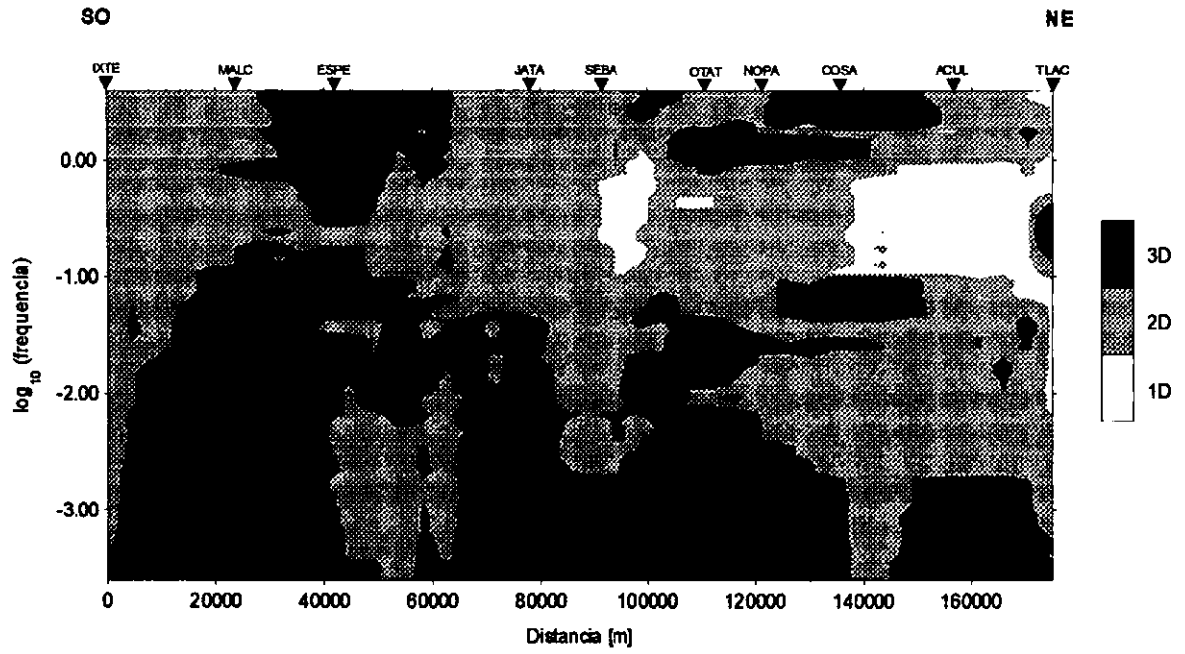 SO NE
IXTE MALC ESPE JATA SEBA OTAT NOPA COSA ACUL TLAC
0.00
-1.00
-2.00
-3.00
log10 (frequencia)
3D
2D
1D
0 20000 40000 60000 80000 100000 120000 140000 160000
Distancia [m]